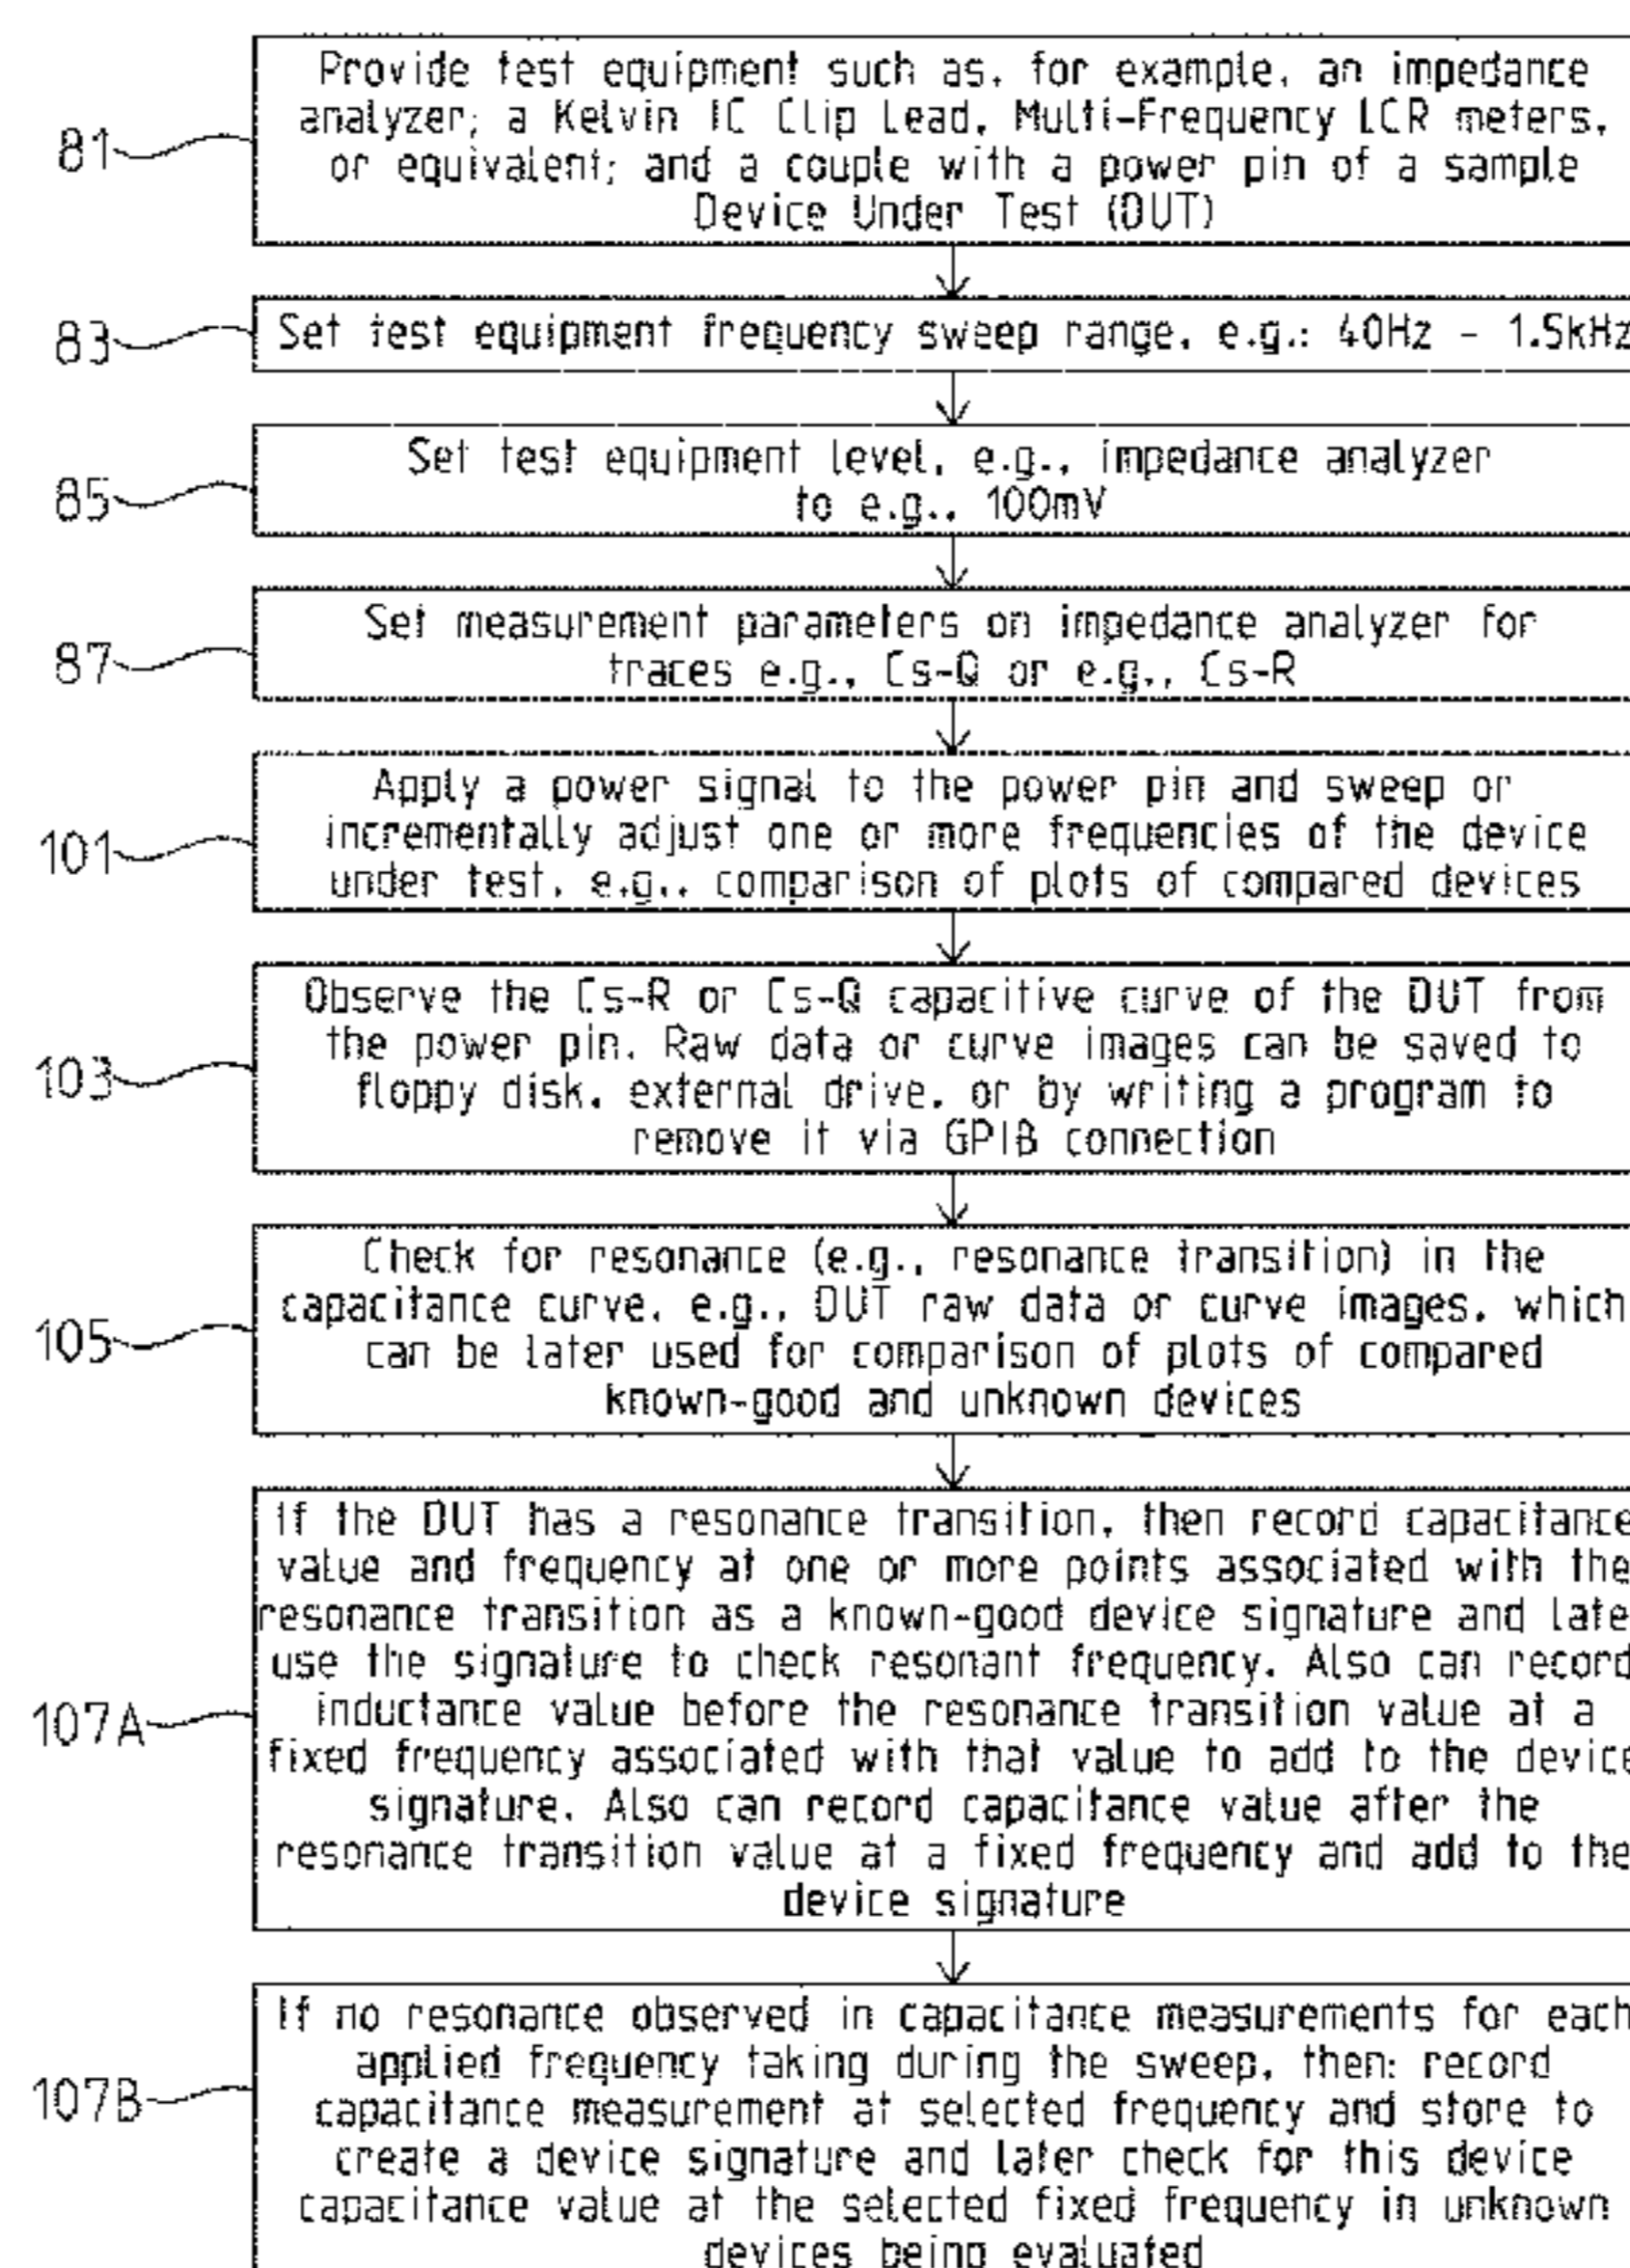 Provide test equipment such as, for example, an impedance
analyzer; a Kelvin IC Clip Lead, Multi-Frequency LCR meters,
or equivalent; and a couple with a power pin of a sample
Device Under Test (DUT)
81
Set test equipment frequency sweep range, e.g.: 40Hz - 1.5kHz
83
Set test equipment level, e.g., impedance analyzer
to e.g., 100mV
85
Set measurement parameters on impedance analyzer for
traces e.g., Cs-Q or e.g., Cs-R
87
Apply a power signal to the power pin and sweep or
incrementally adjust one or more frequencies of the device
under test, e.g., comparison of plots of compared devices
101
Observe the Cs-R or Cs-Q capacitive curve of the DUT from
the power pin. Raw data or curve images can be saved to
floppy disk, external drive, or by writing a program to
remove it via GPIB connection
103
Check for resonance (e.g., resonance transition) in the
capacitance curve, e.g., DUT raw data or curve images, which
can be later used for comparison of plots of compared
known-good and unknown devices
105
If the DUT has a resonance transition, then record capacitance
value and frequency at one or more points associated with the
resonance transition as a known-good device signature and late
use the signature to check resonant frequency. Also can record
inductance value before the resonance transition value at a
fixed frequency associated with that value to add to the device
signature. Also can record capacitance value after the
resonance transition value at a fixed frequency and add to the
device signature
107A
If no resonance observed in capacitance measurements for each
applied frequency taking during the sweep, then: record
capacitance measurement at selected frequency and store to
create a device signature and later check for this device
capacitance value at the selected fixed frequency in unknown
devices being evaluated
107B